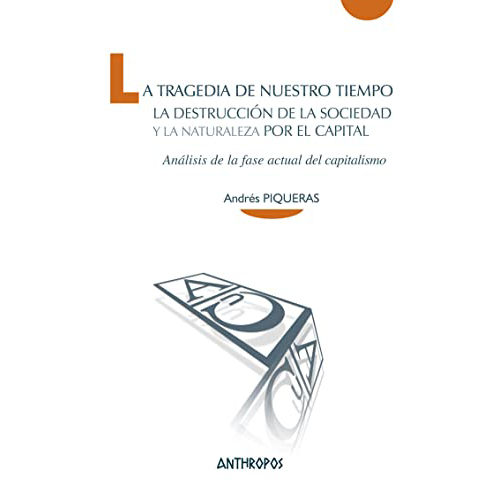 LA TRAGEDIA DE NUESTRO TIEMPO
LA DESTRUCCIÓN DE LA SOCIEDAD
Y LA NATURALEZA POR EL CAPITAL
Análisis de la fase actual del capitalismo
Andrés PIQUERAS
ANTHROPOS